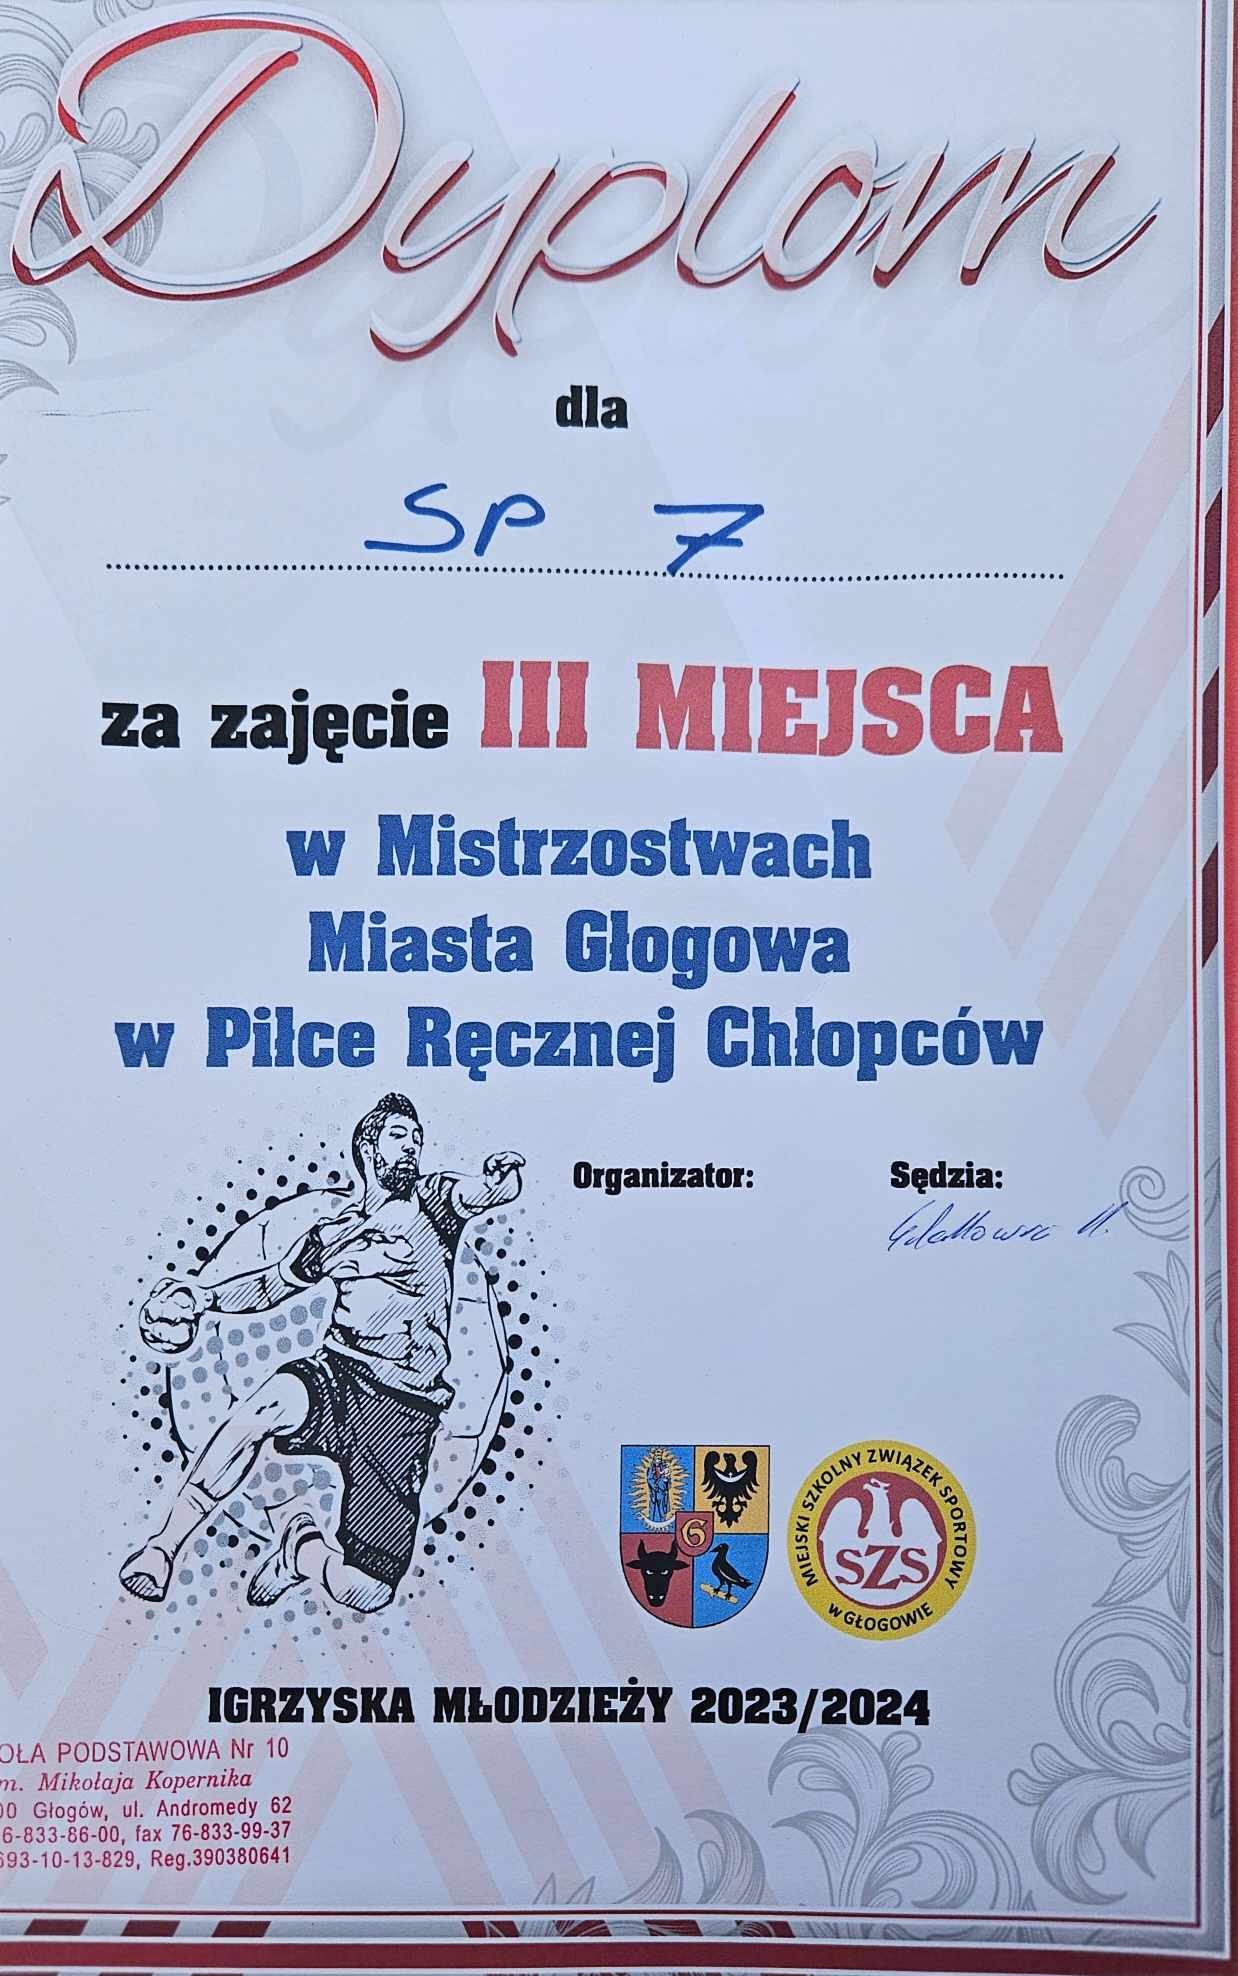 Dyplom
dla
SP 7
za zajęcie III MIEJSCA
w Mistrzostwach
Miasta Głogowa
w Piłce Ręcznej Chłopców
Organizator: Sędzia:
G
MIEJSKI SZKOLNY ZWIĄZEK SPORTOWY
SZS
W GŁOGOWIE
IGRZYSKA MŁODZIEŻY 2023/2024
OŁA PODSTAWOWA Nr 10
m. Mikołaja Kopernika
00 Głogów, ul. Andromedy 62
6-833-86-00, fax 76-833-99-37
693-10-13-829, Reg.390380641